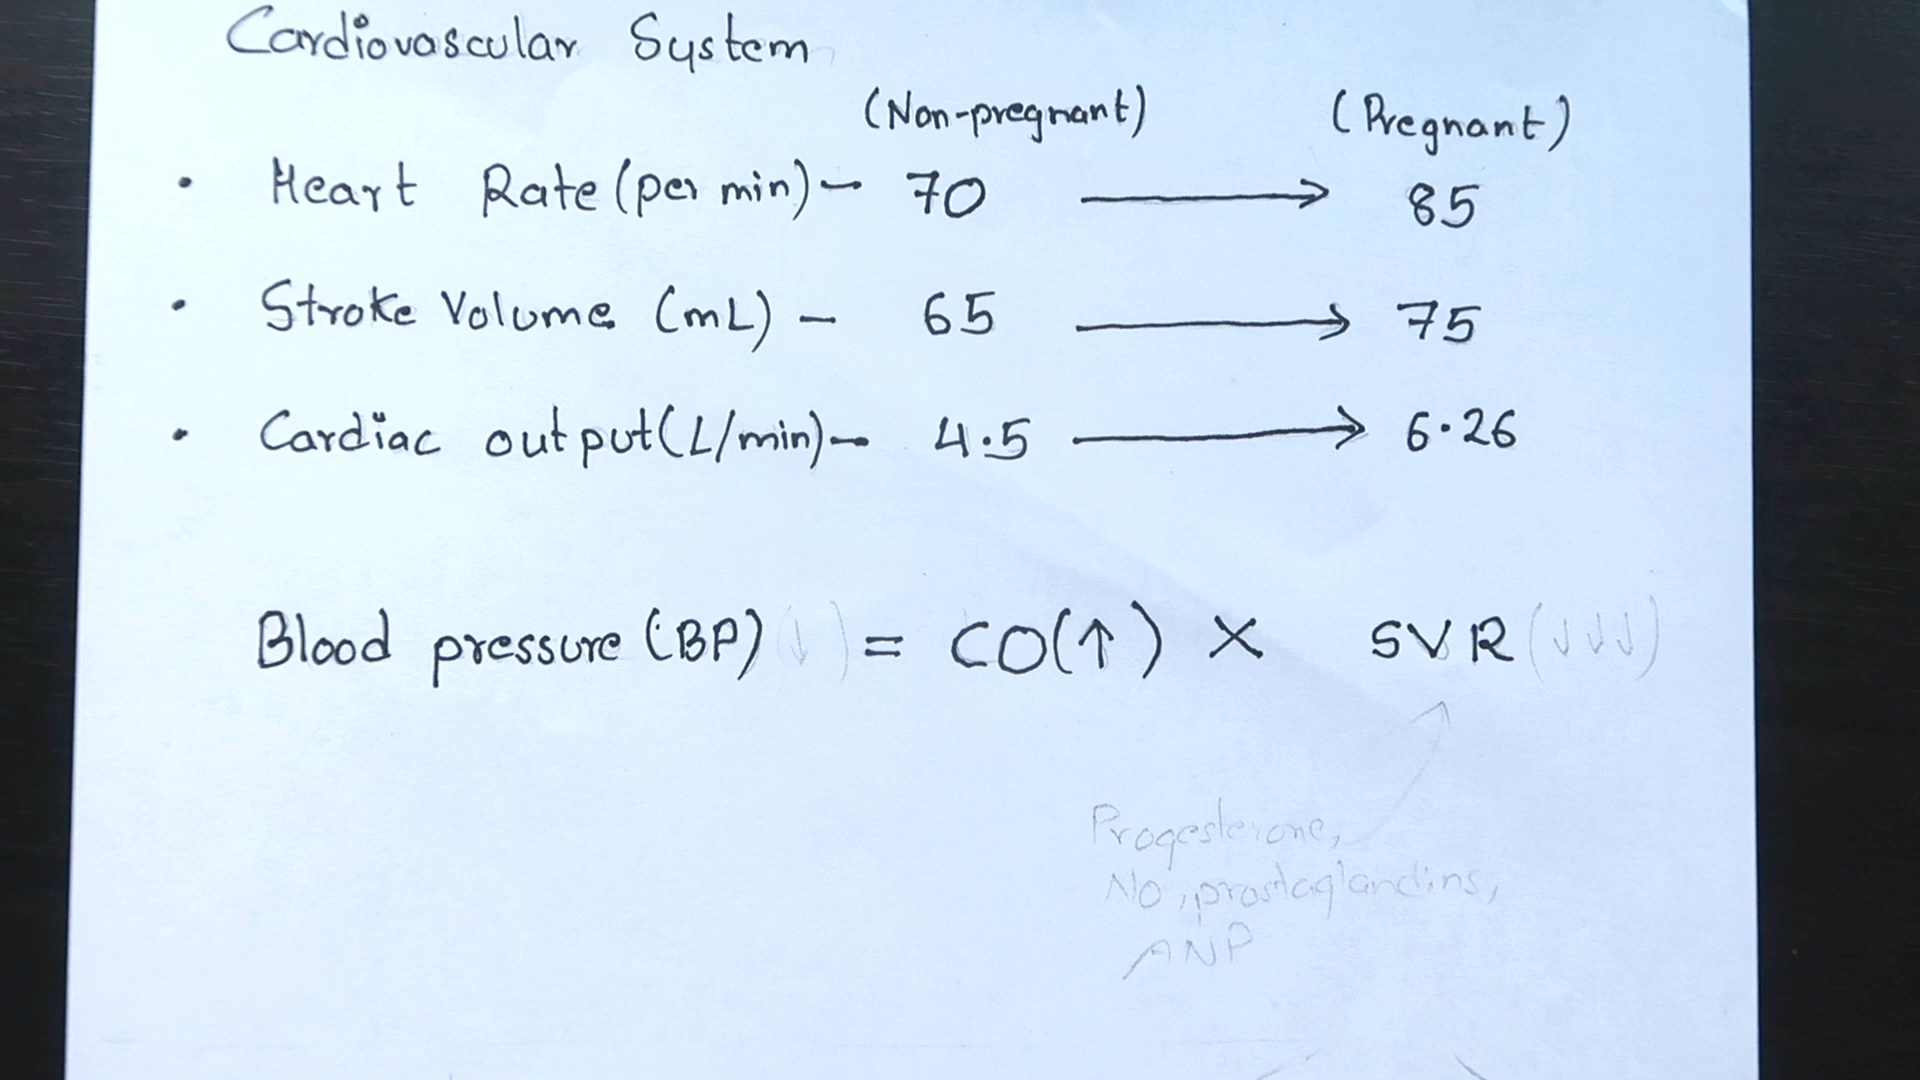 Cardiovascular System
(Non-pregnant) (Pregnant)
• Heart Rate (per min) – 70 → 85
• Stroke Volume (mL) – 65 → 75
• Cardiac output (L/min) – 4.5 → 6.26
Blood pressure (BP) (↓) = CO(↑) × SVR (↓↓↓)
Progesterone,
No, prostaglandins,
ANP